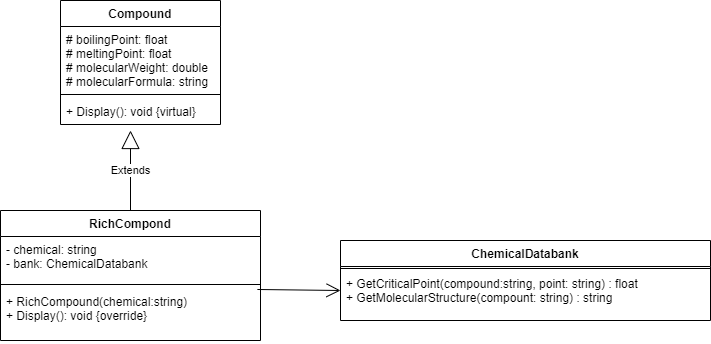 Compound
# boilingPoint: float
# meltingPoint: float
# molecularWeight: double
# molecularFormula: string
+ Display(): void {virtual}
Extends
RichCompond
- chemical: string
- bank: ChemicalDatabank
+ RichCompound(chemical:string)
+ Display(): void {override}
ChemicalDatabank
+ GetCriticalPoint(compound:string, point: string) : float
+ GetMolecularStructure(compount: string) : string